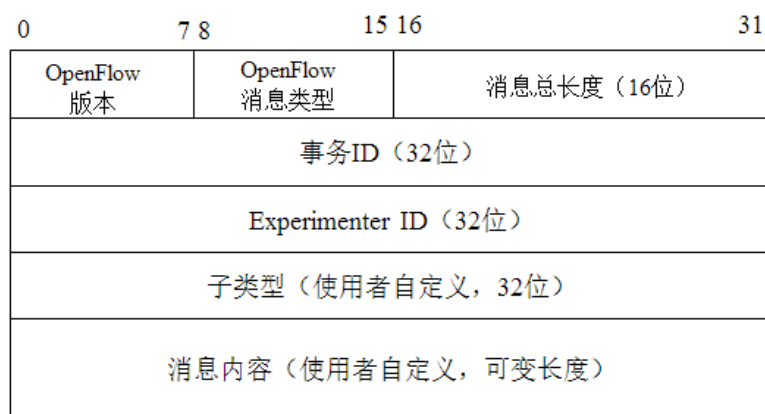 0 7 8 15 16 31
OpenFlow
版本
OpenFlow
消息类型
消息总长度（16位）
事务ID（32位）
Experimenter ID（32位）
子类型（使用者自定义，32位）
消息内容（使用者自定义，可变长度）